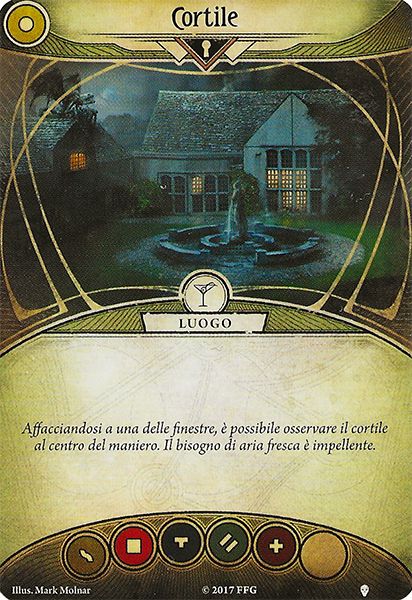 Cortile
LUOGO
Affacciandosi a una delle finestre, è possibile osservare il cortile
al centro del maniero. Il bisogno di aria fresca è impellente.
Illus. Mark Molnar
© 2017 FFG